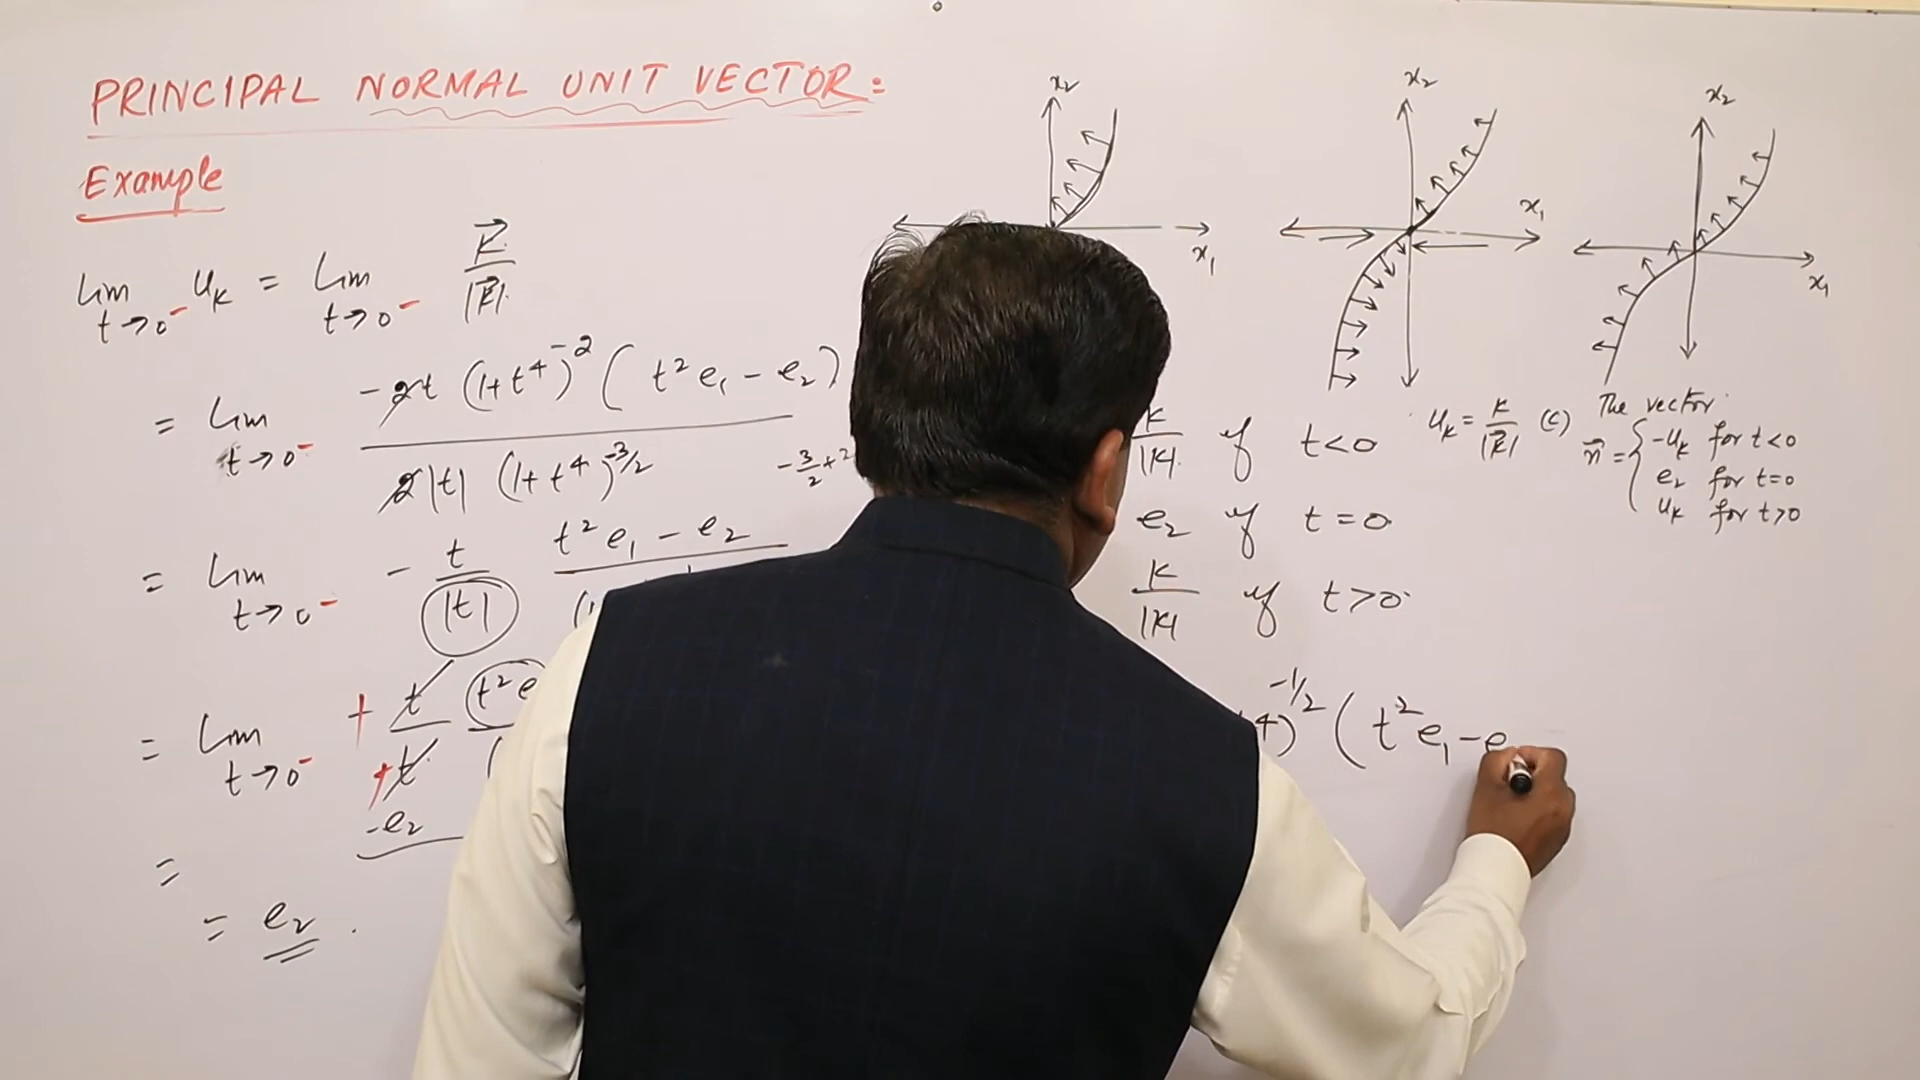 PRINCIPAL NORMAL UNIT VECTOR:
Example
lim t→0⁻ u_k = lim t→0⁻ k⃗ / |k⃗|
= lim t→0⁻ -2t (1+t⁴)⁻² (t²e₁ - e₂) / 2|t| (1+t⁴)^-3/2
-3/2 +2
= lim t→0⁻ - t/|t| t²e₁ - e₂
= lim t→0⁻ + t/+t t²e
= -e₂
= e₂.
x₂
x₁
x₂
x₁
x₂
x₁
k/|k| if t<0
e₂ if t=0
k/|k| if t>0.
u_k = k/|k⃗| (c) The vector
n⃗ = { -u_k for t<0
e₂ for t=0
u_k for t>0
4)^-1/2 (t²e₁ - e